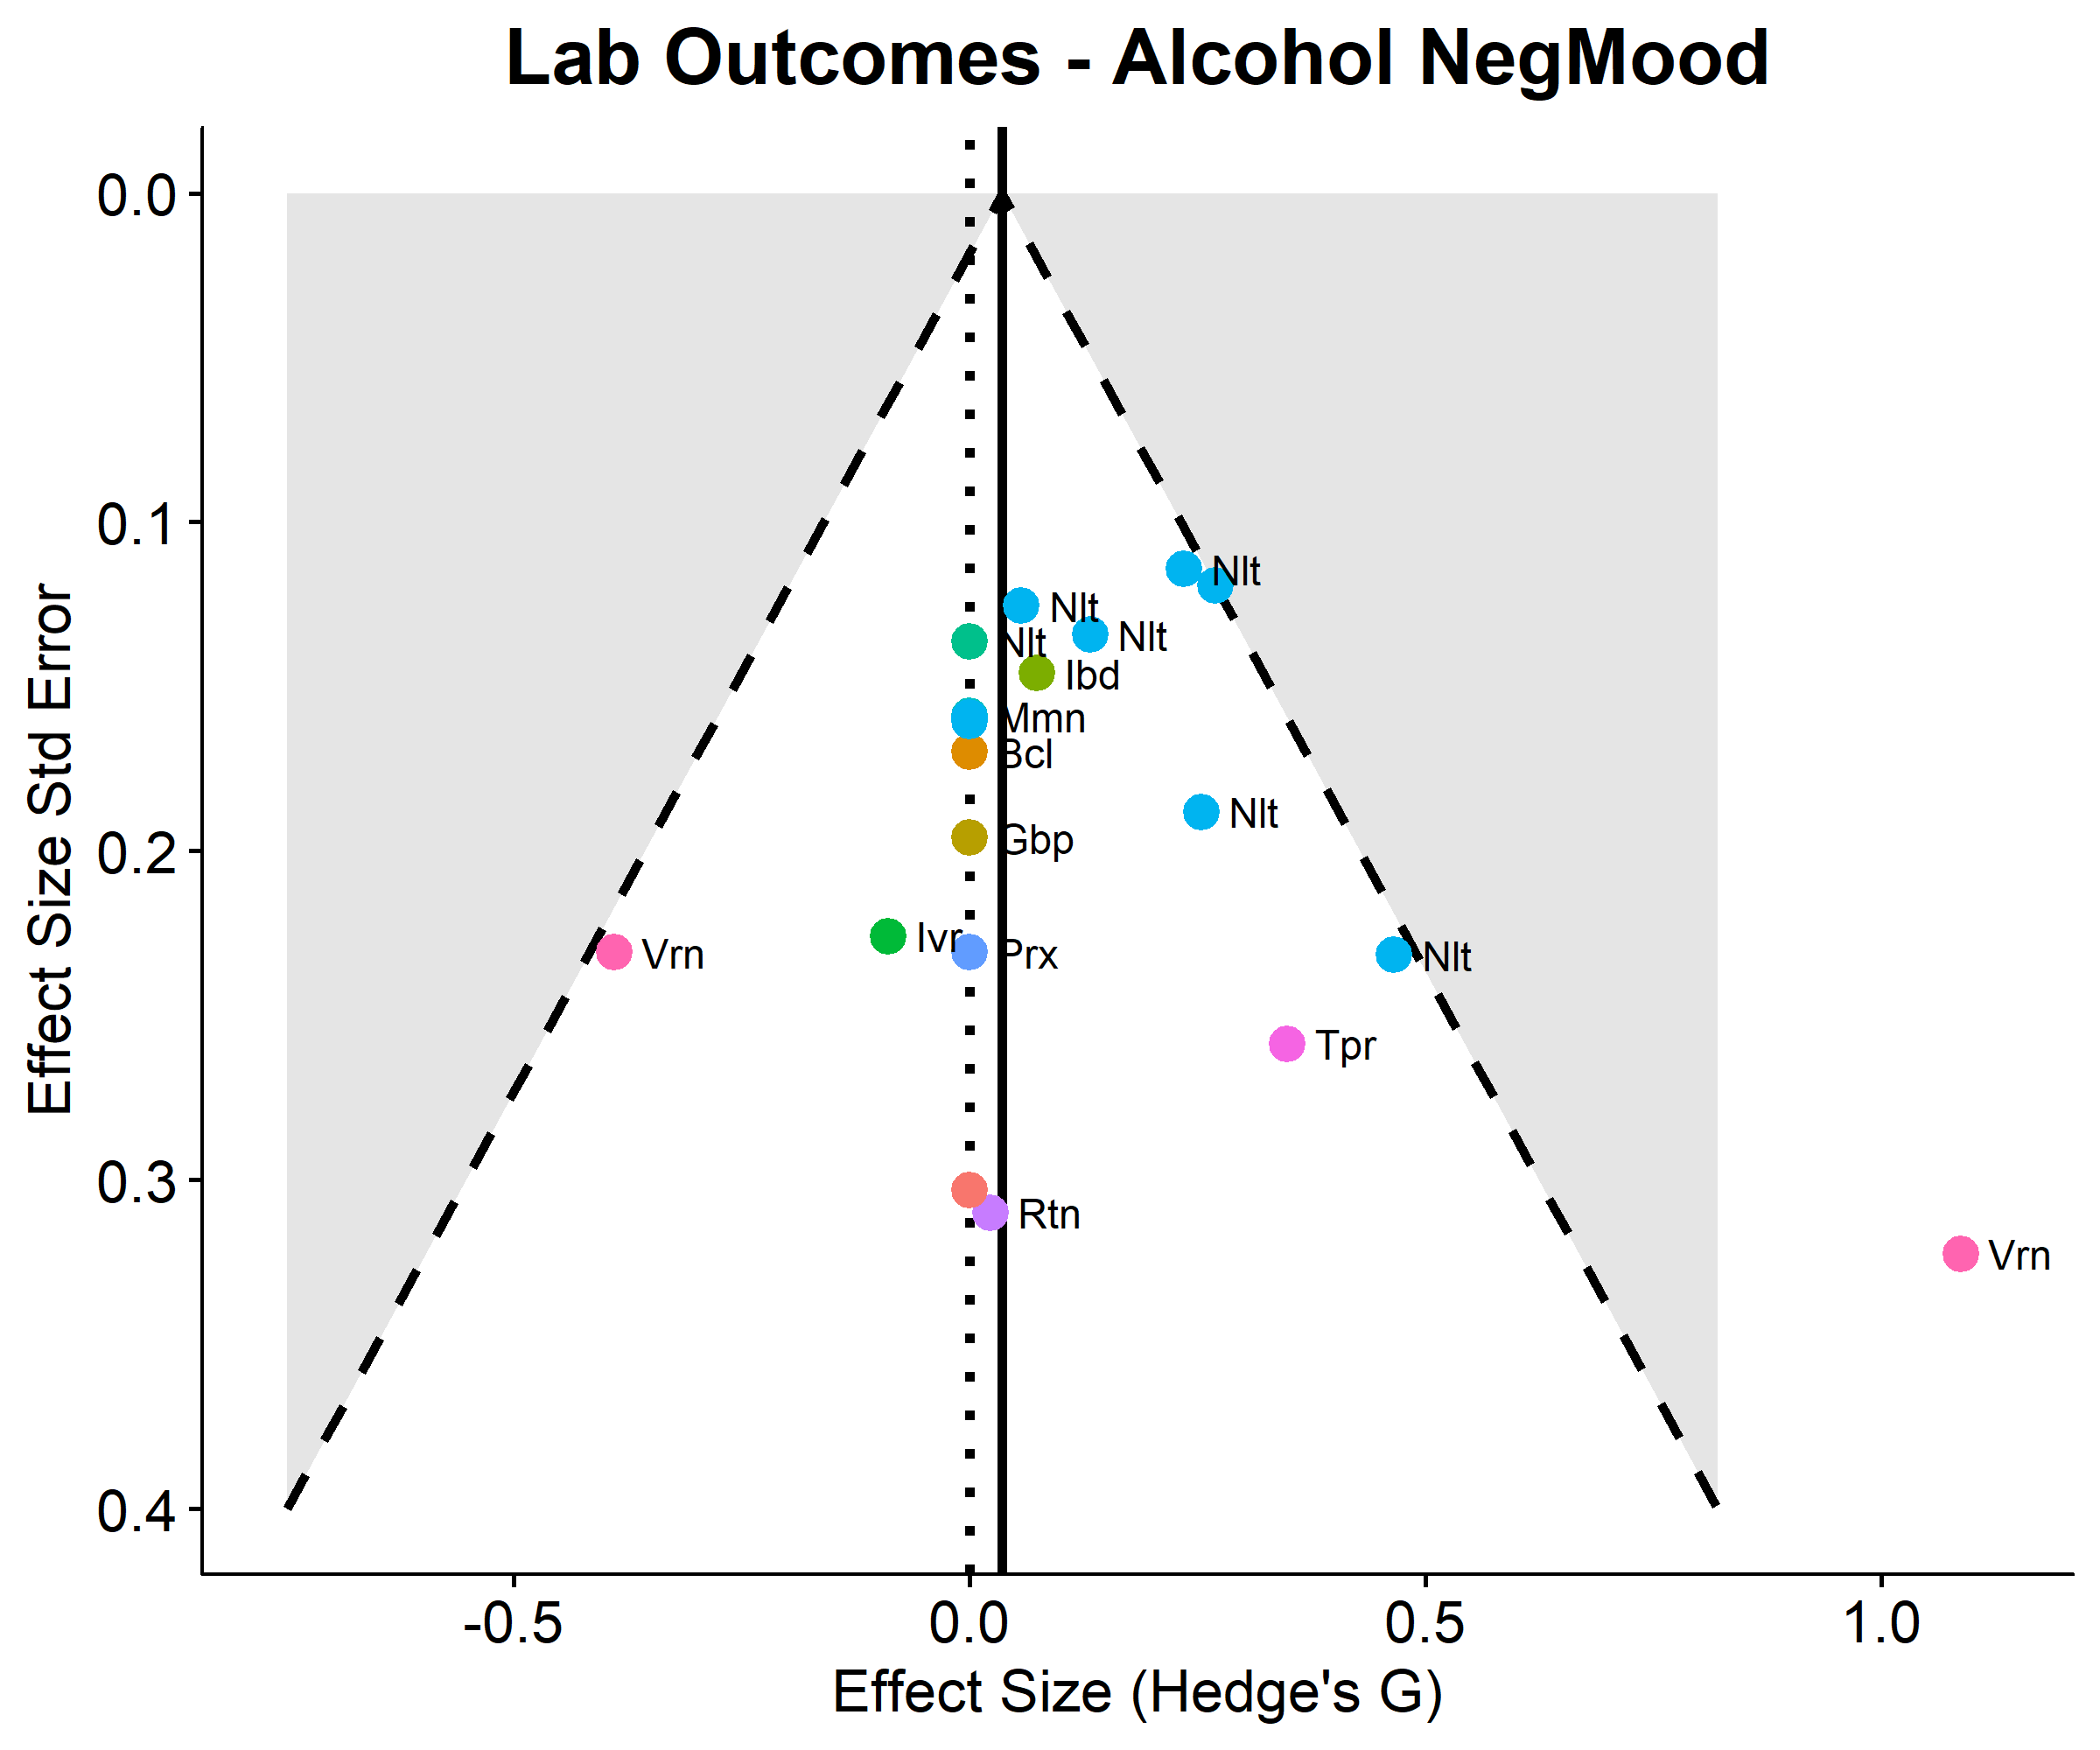 Lab Outcomes - Alcohol NegMood
Effect Size Std Error
0.0
0.1
0.2
0.3
0.4
Nlt
Nlt
Nlt
Nlt
Ibd
Mmn
Bcl
Nlt
Gbp
Ivr
Prx
Vrn
Nlt
Tpr
Rtn
Vrn
-0.5 0.0 0.5 1.0
Effect Size (Hedge's G)